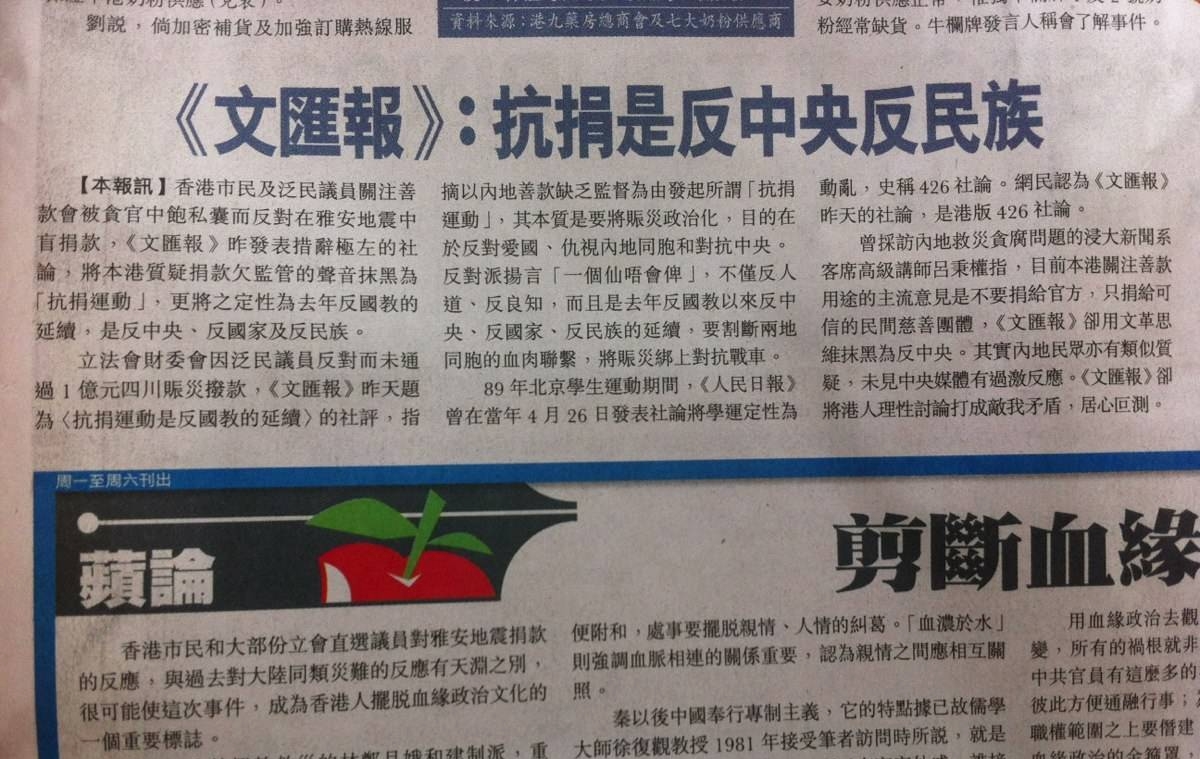 劉說，倘加密補貨及加強訂購熱線服
資料來源：港九藥房總商會及七大奶粉供應商
粉經常缺貨。牛欄牌發言人稱會了解事件。
《文匯報》：抗捐是反中央反民族
【本報訊】香港市民及泛民議員關注善
款會被貪官中飽私囊而反對在雅安地震中
盲捐款，《文匯報》昨發表措辭極左的社
論，將本港質疑捐款欠監管的聲音抹黑為
「抗捐運動」，更將之定性為去年反國教的
延續，是反中央、反國家及反民族。
立法會財委會因泛民議員反對而未通
過1億元四川賑災撥款，《文匯報》昨天題
為〈抗捐運動是反國教的延續〉的社評，指
摘以內地善款缺乏監督為由發起所謂「抗捐
運動」，其本質是要將賑災政治化，目的在
於反對愛國、仇視內地同胞和對抗中央。
反對派揚言「一個仙唔會俾」，不僅反人
道、反良知，而且是去年反國教以來反中
央、反國家、反民族的延續，要割斷兩地
同胞的血肉聯繫，將賑災綁上對抗戰車。
89年北京學生運動期間，《人民日報》
曾在當年4月26日發表社論將學運定性為
動亂，史稱426社論。網民認為《文匯報》
昨天的社論，是港版426社論。
曾採訪內地救災貪腐問題的浸大新聞系
客席高級講師呂秉權指，目前本港關注善款
用途的主流意見是不要捐給官方，只捐給可
信的民間慈善團體，《文匯報》卻用文革思
維抹黑為反中央。其實內地民眾亦有類似質
疑，未見中央媒體有過激反應。《文匯報》卻
將港人理性討論打成敵我矛盾，居心叵測。
周一至周六刊出
蘋論
剪斷血緣
香港市民和大部份立會直選議員對雅安地震捐款
的反應，與過去對大陸同類災難的反應有天淵之別，
很可能使這次事件，成為香港人擺脫血緣政治文化的
一個重要標誌。
便附和，處事要擺脫親情、人情的糾葛。「血濃於水」
則強調血脈相連的關係重要，認為親情之間應相互關
照。
秦以後中國奉行專制主義，它的特點據已故儒學
大師徐復觀教授1981年接受筆者訪問時所說，就是
用血緣政治去觀
變，所有的禍根就非
中共官員有這麼多的
彼此方便通融行事；
職權範圍之上要僭建